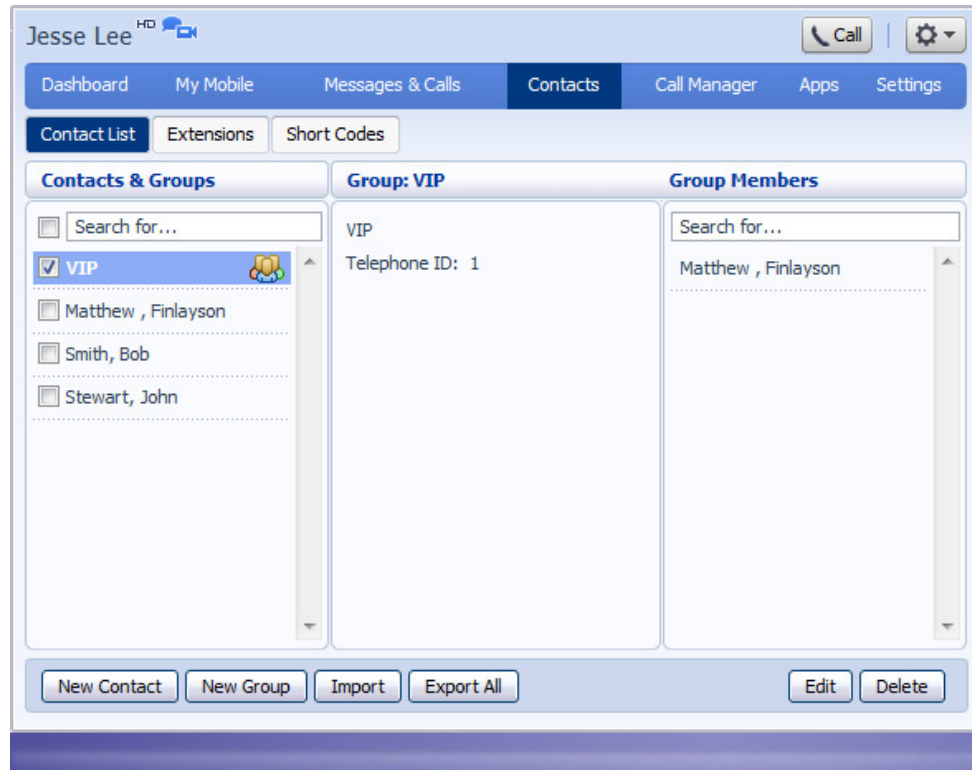 Jesse Lee HD
Call
Dashboard My Mobile Messages & Calls Contacts Call Manager Apps Settings
Contact List Extensions Short Codes
Contacts & Groups Group: VIP Group Members
Search for...
VIP
Matthew , Finlayson
Smith, Bob
Stewart, John
VIP
Telephone ID: 1
Search for...
Matthew , Finlayson
New Contact New Group Import Export All Edit Delete